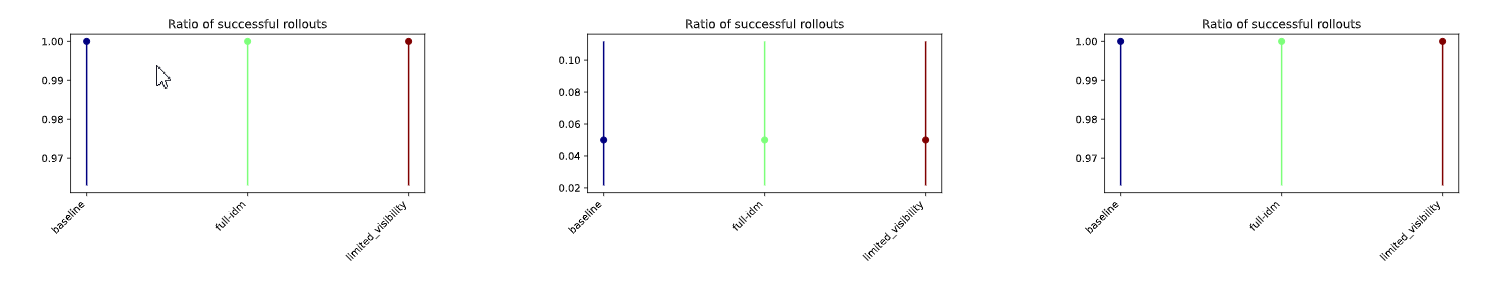 Ratio of successful rollouts
1.00
0.99
0.98
0.97
baseline
full-idm
limited_visibility
Ratio of successful rollouts
0.10
0.08
0.06
0.04
0.02
baseline
full-idm
limited_visibility
Ratio of successful rollouts
1.00
0.99
0.98
0.97
baseline
full-idm
limited_visibility